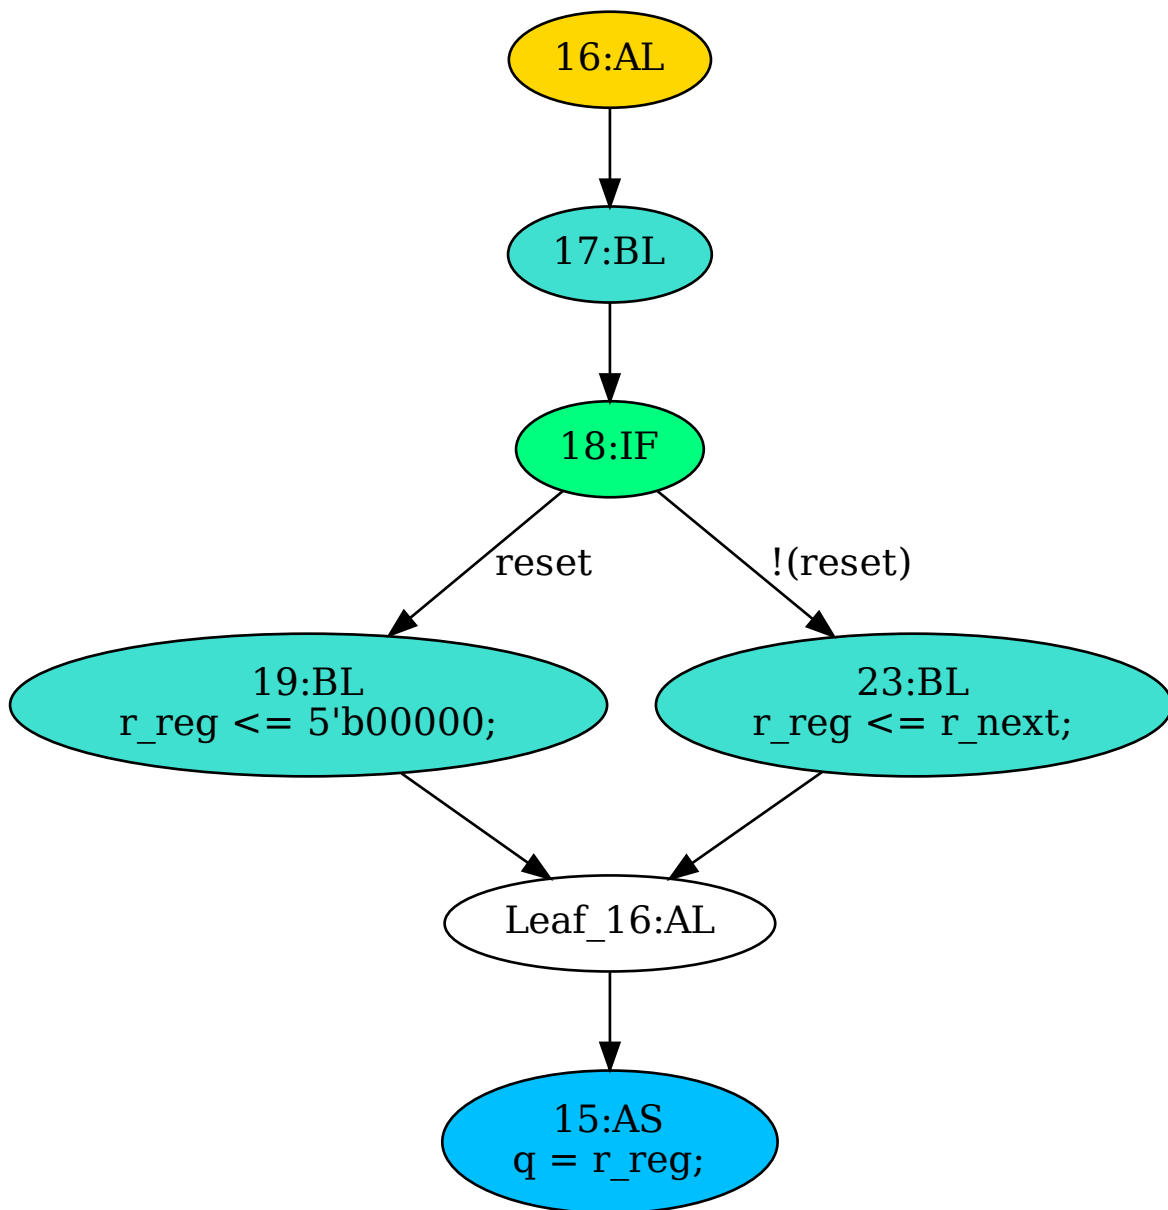 16:AL
17:BL
18:IF
reset
!(reset)
19:BL
r_reg <= 5'b00000;
23:BL
r_reg <= r_next;
Leaf_16:AL
15:AS
q = r_reg;